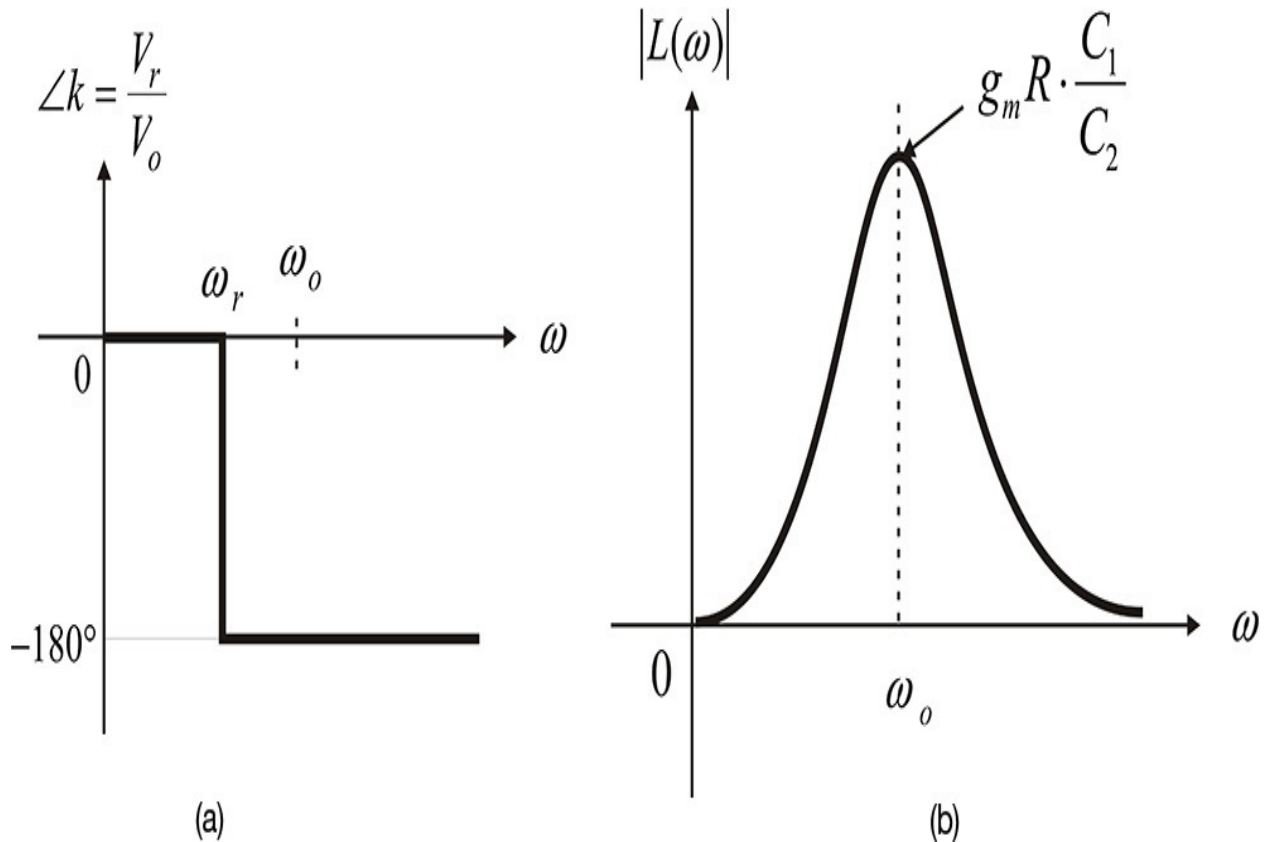 ∠k = V_r / V_o
ω_r
ω_o
ω
0
−180°
(a)
|L(ω)|
g_m R · C_1 / C_2
ω
0
ω_o
(b)